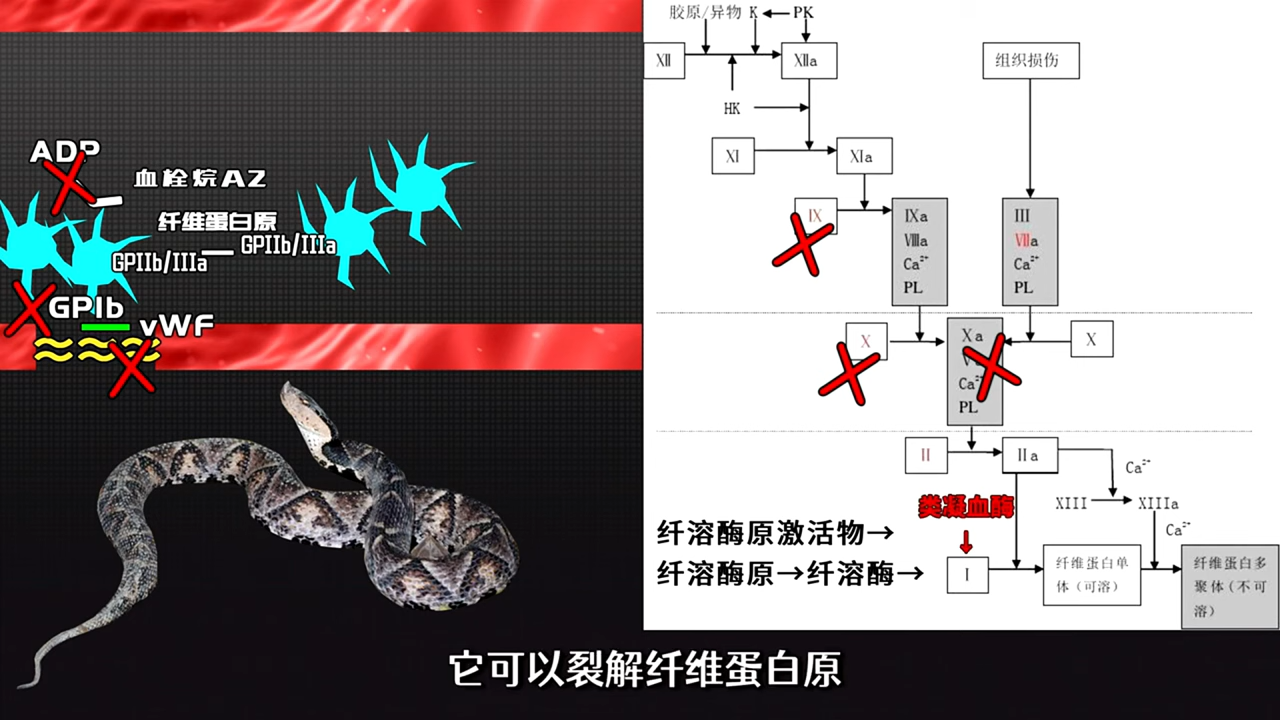 ADP
血栓烷A2
纤维蛋白原
GPIIb/IIIa
GPIIb/IIIa
GPIb
vWF
胶原/异物 K PK
XII
XIIa
组织损伤
HK
XI
XIa
IX
IXa
VIIIa
Ca²⁺
PL
III
VIIa
Ca²⁺
PL
X
Xa
Ca²⁺
PL
X
II
IIa
Ca²⁺
XIII
XIIIa
Ca²⁺
类凝血酶
纤溶酶原激活物→
纤溶酶原→纤溶酶→
I
纤维蛋白单
体（可溶）
纤维蛋白多
聚体(不可
溶）
它可以裂解纤维蛋白原